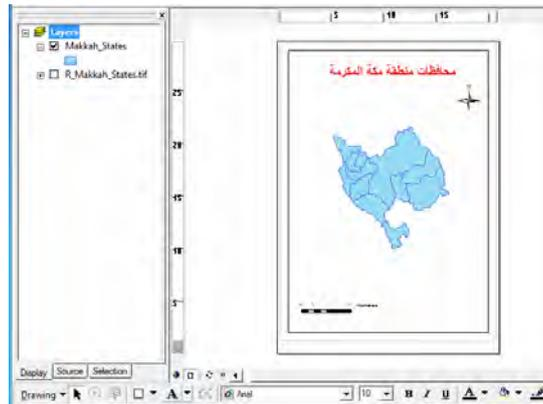 Layers
Makkah_States
R_Makkah_States.tif
5
10
15
محافظات منطقة مكة المكرمة
25
20
15
10
5
Display Source Selection
Drawing A Arial 10 B I U A